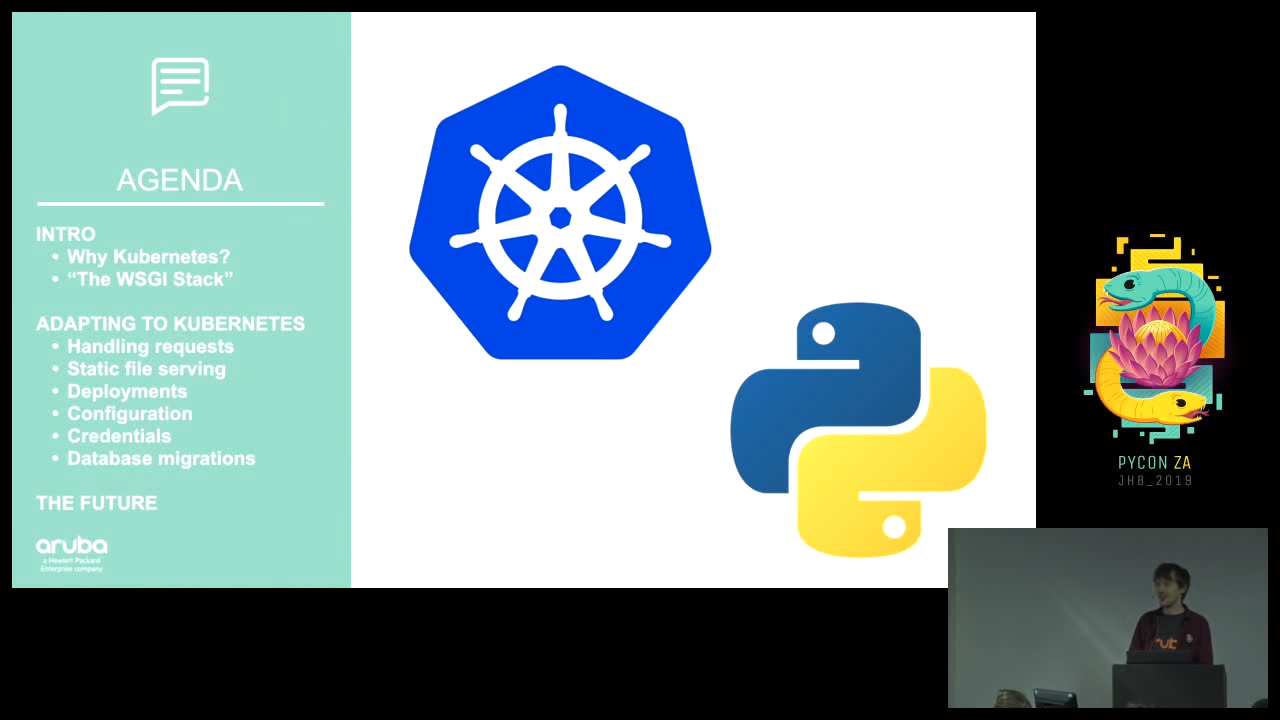 AGENDA
INTRO
• Why Kubernetes?
• “The WSGI Stack”
ADAPTING TO KUBERNETES
• Handling requests
• Static file serving
• Deployments
• Configuration
• Credentials
• Database migrations
THE FUTURE
aruba
a Hewlett Packard
Enterprise company
PYCON ZA
JHB_2019
rub